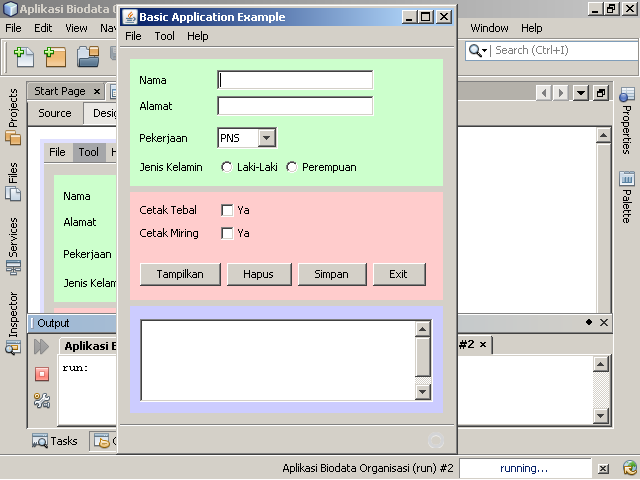 Aplikasi Biodata O
Basic Application Example
File Edit View N
Window Help
File Tool Help
Search (Ctrl+I)
Start Page
Source Desig
Projects
Files
Services
Inspector
Properties
Palette
File Tool H
Nama
Alamat
Pekerjaan
Jenis Kelam
Nama
Alamat
Pekerjaan PNS
Jenis Kelamin Laki-Laki Perempuan
Cetak Tebal Ya
Cetak Miring Ya
Tampilkan Hapus Simpan Exit
Output
Aplikasi B
#2
run:
Tasks
Aplikasi Biodata Organisasi (run) #2 running...